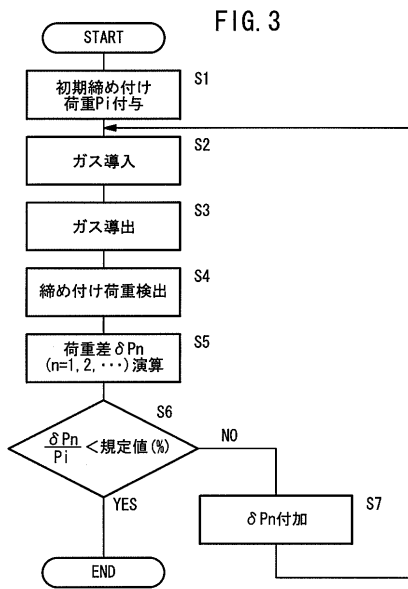 FIG. 3
START
初期締め付け
荷重Pi付与
S1
ガス導入
S2
ガス導出
S3
締め付け荷重検出
S4
荷重差δPn
(n=1, 2, ･･･)演算
S5
δPn
Pi
<規定値(%)
S6
NO
YES
δPn付加
S7
END